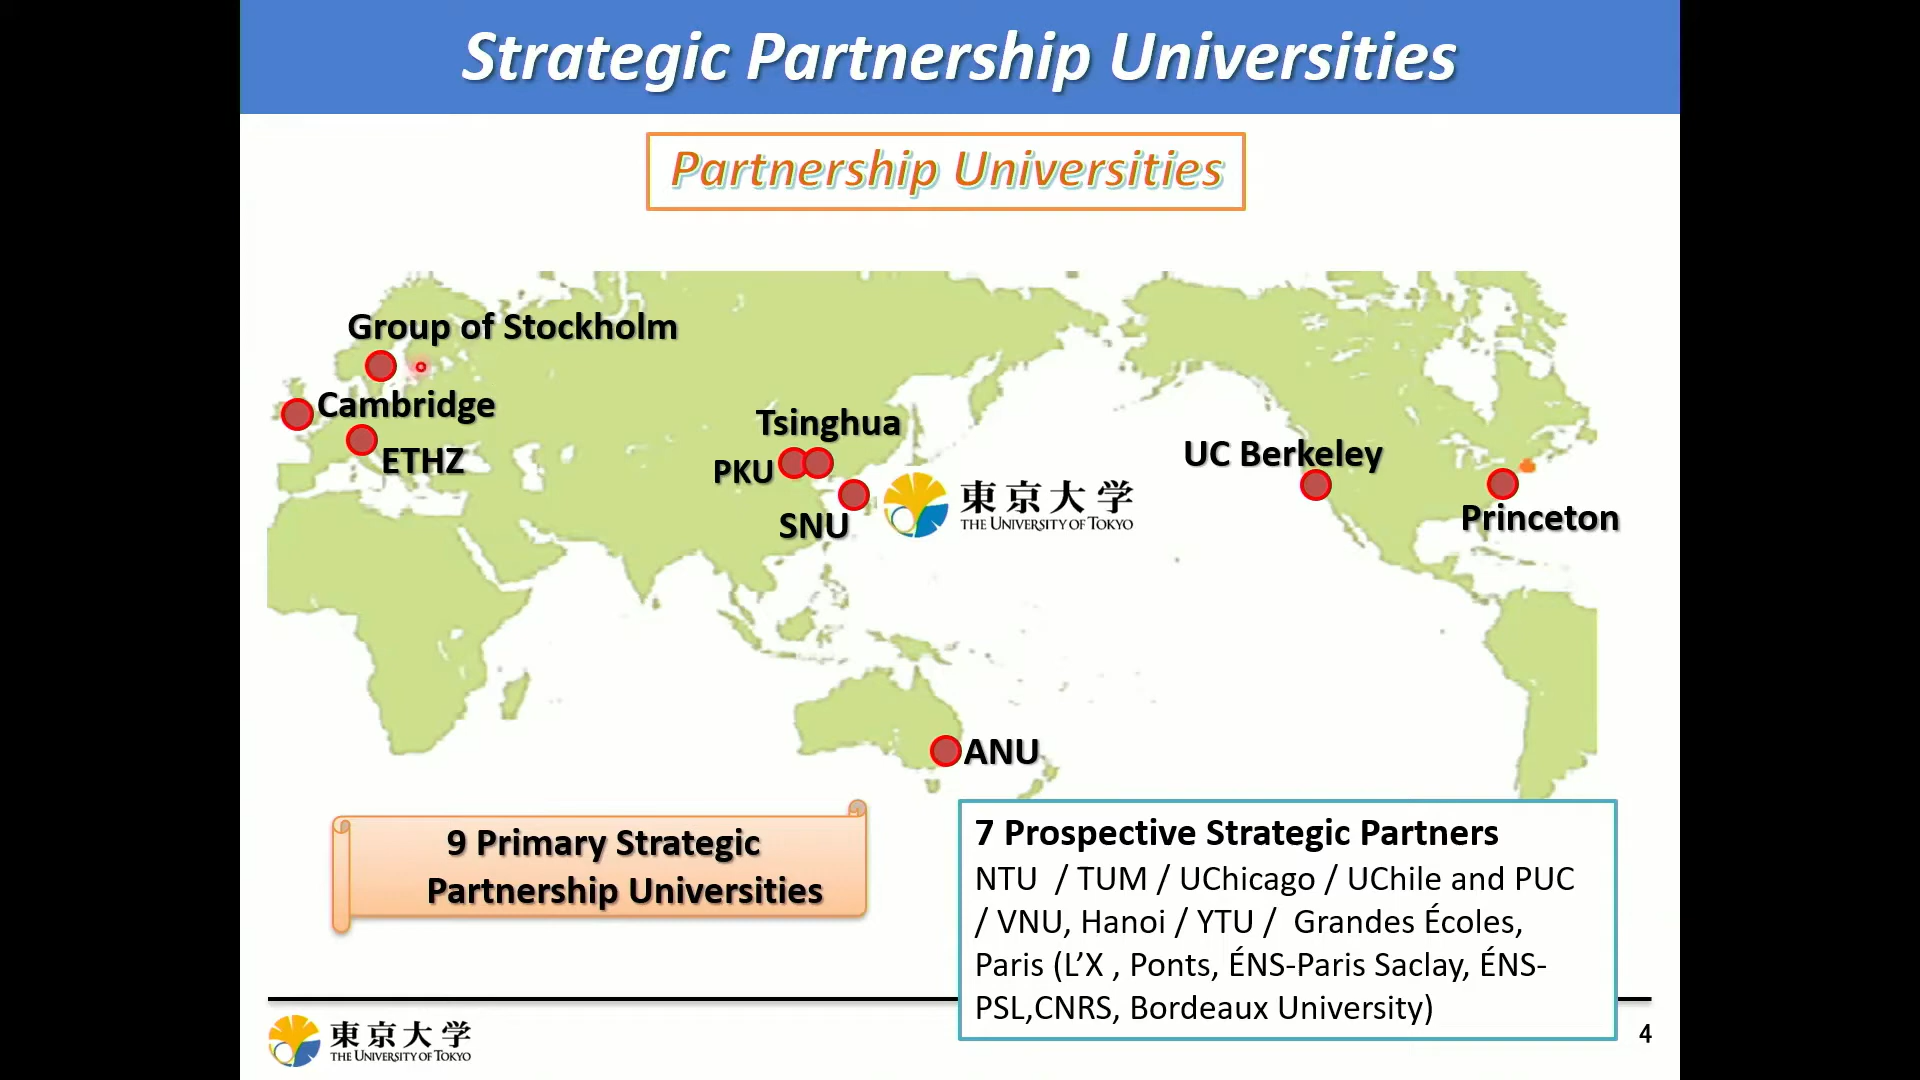 Strategic Partnership Universities
Partnership Universities
Group of Stockholm
Cambridge
ETHZ
Tsinghua
PKU
SNU
東京大学
THE UNIVERSITY OF TOKYO
UC Berkeley
Princeton
ANU
9 Primary Strategic
Partnership Universities
7 Prospective Strategic Partners
NTU / TUM / UChicago / UChile and PUC
/ VNU, Hanoi / YTU / Grandes Écoles,
Paris (L’X , Ponts, ÉNS-Paris Saclay, ÉNS-
PSL,CNRS, Bordeaux University)
東京大学
THE UNIVERSITY OF TOKYO
4